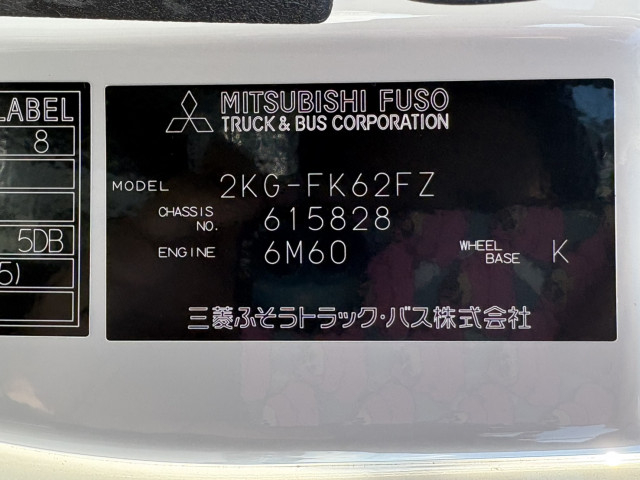 LABEL
8
5DB
5)
MITSUBISHI FUSO
TRUCK & BUS CORPORATION
MODEL 2KG-FK62FZ
CHASSIS NO. 615828
ENGINE 6M60 WHEEL BASE K
三菱ふそうトラック・バス株式会社